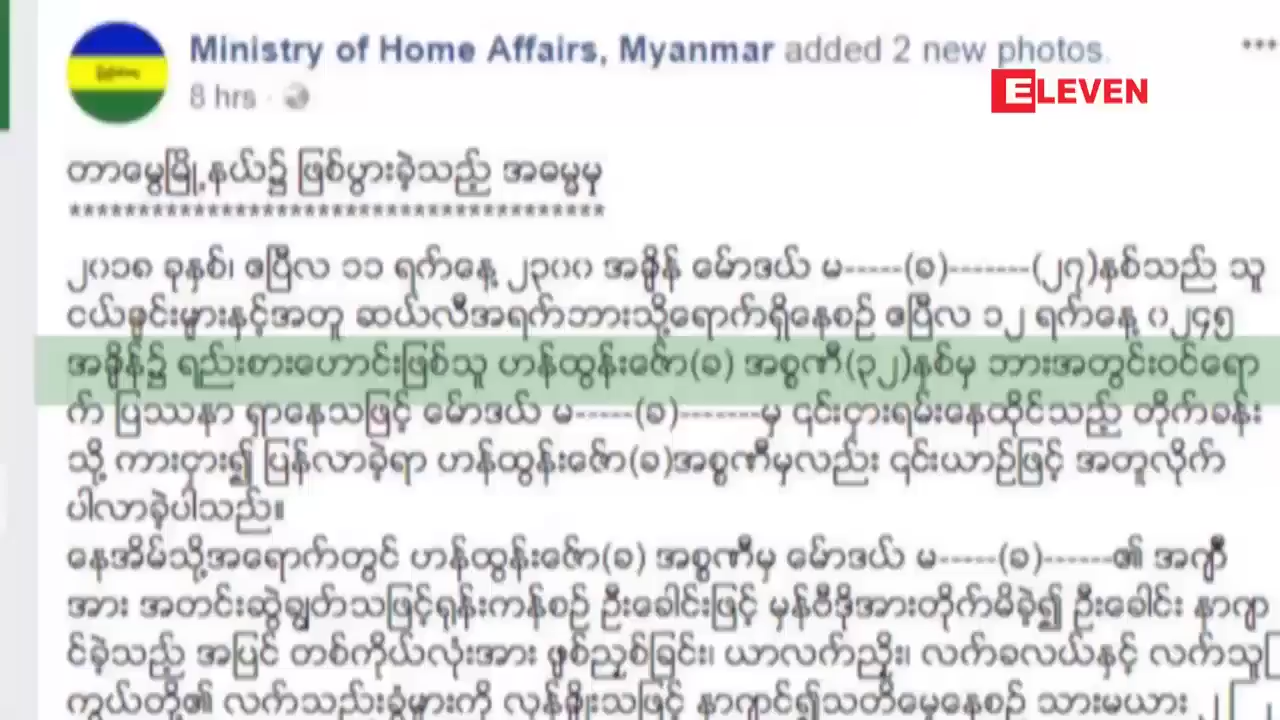 Ministry of Home Affairs, Myanmar added 2 new photos.
8 hrs
ELEVEN
တာမွေမြို့နယ်၌ ဖြစ်ပွားခဲ့သည့် အဓမ္မမှု
***************************************
၂၀၁၈ ခုနှစ်၊ ဧပြီလ ၁၁ ရက်နေ့ ၂၃၀၀ အချိန် မော်ဒယ် မ-----(ခ)-------(၂၇)နှစ်သည် သူ
ငယ်ချင်းများနှင့်အတူ ဆယ်လီအရက်ဘားသို့ရောက်ရှိနေစဉ် ဧပြီလ ၁၂ ရက်နေ့ ၀၂၄၅
အချိန်၌ ရည်းစားဟောင်းဖြစ်သူ ဟန်ထွန်းဇော်(ခ) အစ္စဏီ(၃၂)နှစ်မှ ဘားအတွင်းဝင်ရော
က် ပြဿနာ ရှာနေသဖြင့် မော်ဒယ် မ-----(ခ)-------မှ ၎င်းငှားရမ်းနေထိုင်သည့် တိုက်ခန်း
သို့ ကားငှား၍ ပြန်လာခဲ့ရာ ဟန်ထွန်းဇော်(ခ)အစ္စဏီမှလည်း ၎င်းယာဉ်ဖြင့် အတူလိုက်
ပါလာခဲ့ပါသည်။
နေအိမ်သို့အရောက်တွင် ဟန်ထွန်းဇော်(ခ) အစ္စဏီမှ မော်ဒယ် မ-----(ခ)------၏ အင်္ကျီ
အား အတင်းဆွဲချွတ်သဖြင့်ရုန်းကန်စဉ် ဦးခေါင်းဖြင့် မှန်ဗီဒိုအားတိုက်မိခဲ့၍ ဦးခေါင်း နာကျ
င်ခဲ့သည့် အပြင် တစ်ကိုယ်လုံးအား ဖျစ်ညှစ်ခြင်း၊ ယာလက်ညှိုး၊ လက်ခလယ်နှင့် လက်သူကြ
ွယ်တို့၏ လက်သည်းခွံများကို လှန်ချိုးသဖြင့် နာကျင်၍သတိမေ့နေစဉ် သားမယား